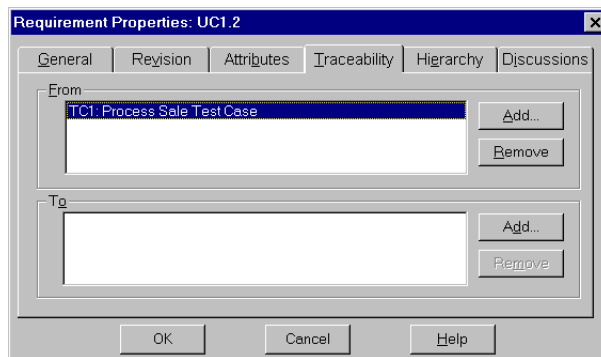 Requirement Properties: UC1.2
General Revision Attributes Traceability Hierarchy Discussions
From
TC1: Process Sale Test Case
Add...
Remove
To
Add...
Remove
OK Cancel Help